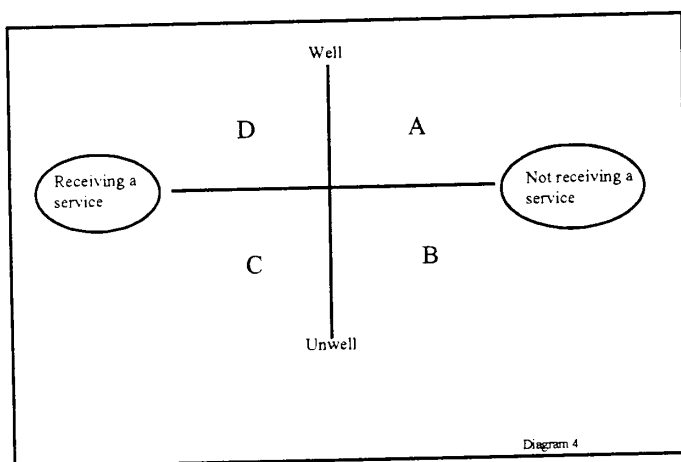 Well
D
A
Receiving a
service
Not receiving a
service
C
B
Unwell
Diagram 4